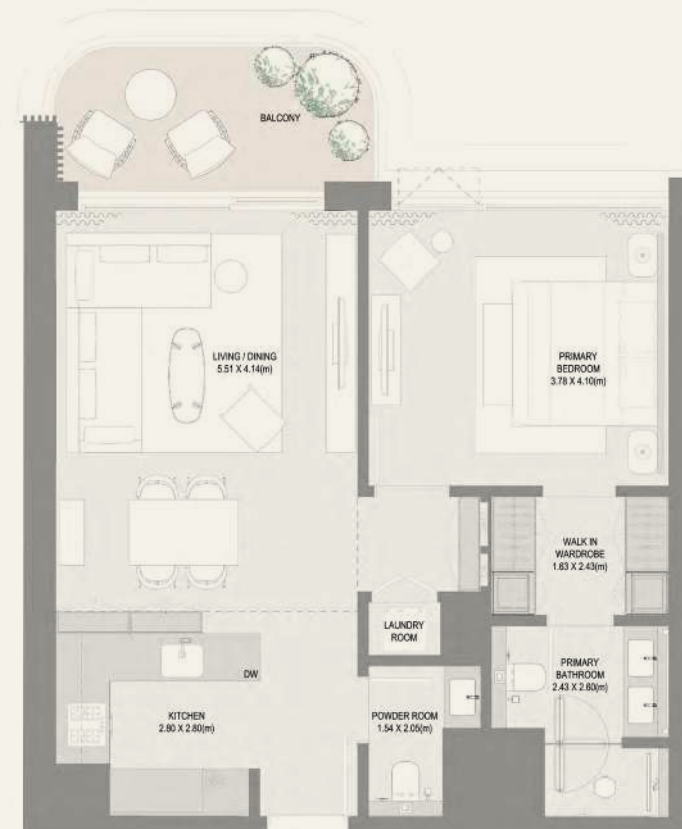 BALCONY
LIVING / DINING
5.51 X 4.14(m)
PRIMARY
BEDROOM
3.78 X 4.10(m)
WALK IN
WARDROBE
1.63 X 2.43(m)
LAUNDRY
ROOM
DW
KITCHEN
2.80 X 2.80(m)
POWDER ROOM
1.54 X 2.05(m)
PRIMARY
BATHROOM
2.43 X 2.60(m)